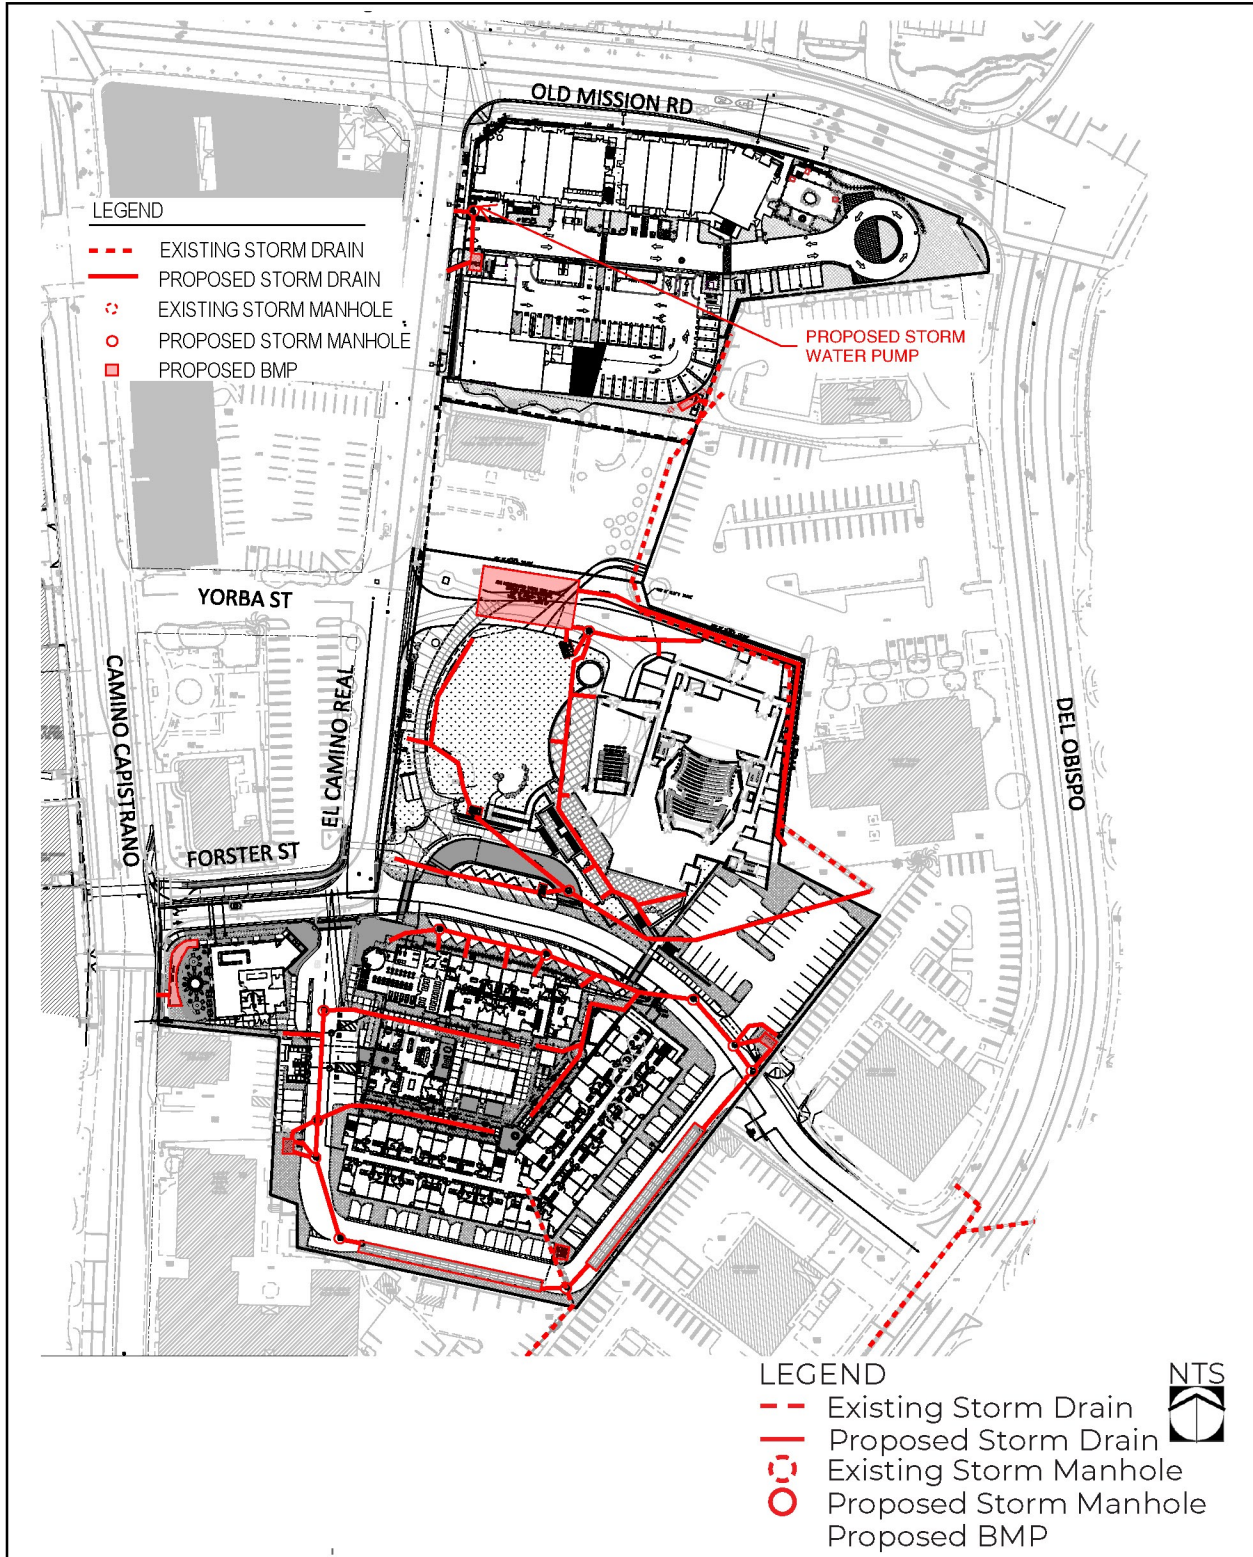 OLD MISSION RD
LEGEND
EXISTING STORM DRAIN
PROPOSED STORM DRAIN
EXISTING STORM MANHOLE
PROPOSED STORM MANHOLE
PROPOSED BMP
PROPOSED STORM
WATER PUMP
YORBA ST
CAMINO CAPISTRANO
EL CAMINO REAL
DEL OBISPO
FORSTER ST
LEGEND
NTS
Existing Storm Drain
Proposed Storm Drain
Existing Storm Manhole
Proposed Storm Manhole
Proposed BMP